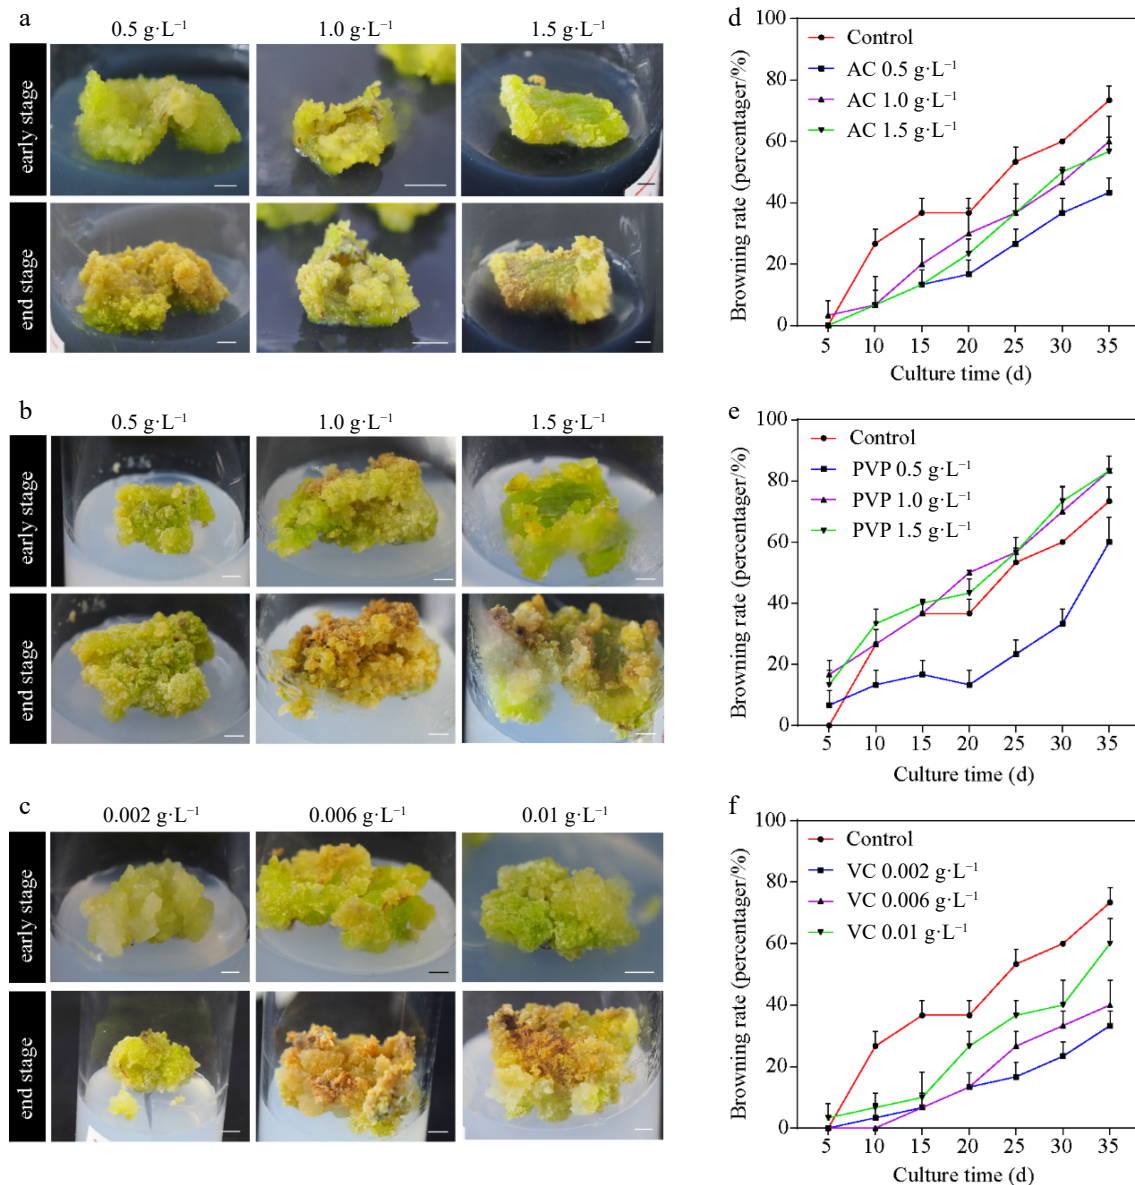 a
0.5 g·L⁻¹
1.0 g·L⁻¹
1.5 g·L⁻¹
early stage
end stage
b
0.5 g·L⁻¹
1.0 g·L⁻¹
1.5 g·L⁻¹
early stage
end stage
c
0.002 g·L⁻¹
0.006 g·L⁻¹
0.01 g·L⁻¹
early stage
end stage
d
Browning rate (percentager/%)
100
80
60
40
20
0
Control
AC 0.5 g·L⁻¹
AC 1.0 g·L⁻¹
AC 1.5 g·L⁻¹
5 10 15 20 25 30 35
Culture time (d)
e
Browning rate (percentager/%)
100
80
60
40
20
0
Control
PVP 0.5 g·L⁻¹
PVP 1.0 g·L⁻¹
PVP 1.5 g·L⁻¹
5 10 15 20 25 30 35
Culture time (d)
f
Browning rate (percentager/%)
100
80
60
40
20
0
Control
VC 0.002 g·L⁻¹
VC 0.006 g·L⁻¹
VC 0.01 g·L⁻¹
5 10 15 20 25 30 35
Culture time (d)